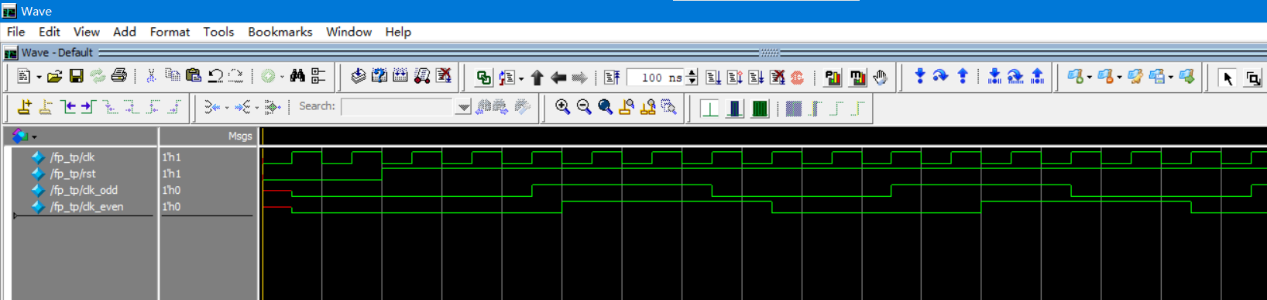 Wave
File Edit View Add Format Tools Bookmarks Window Help
Wave - Default
100 ns
Search:
Msgs
/fp_tp/clk 1'h1
/fp_tp/rst 1'h1
/fp_tp/clk_odd 1'h0
/fp_tp/clk_even 1'h0